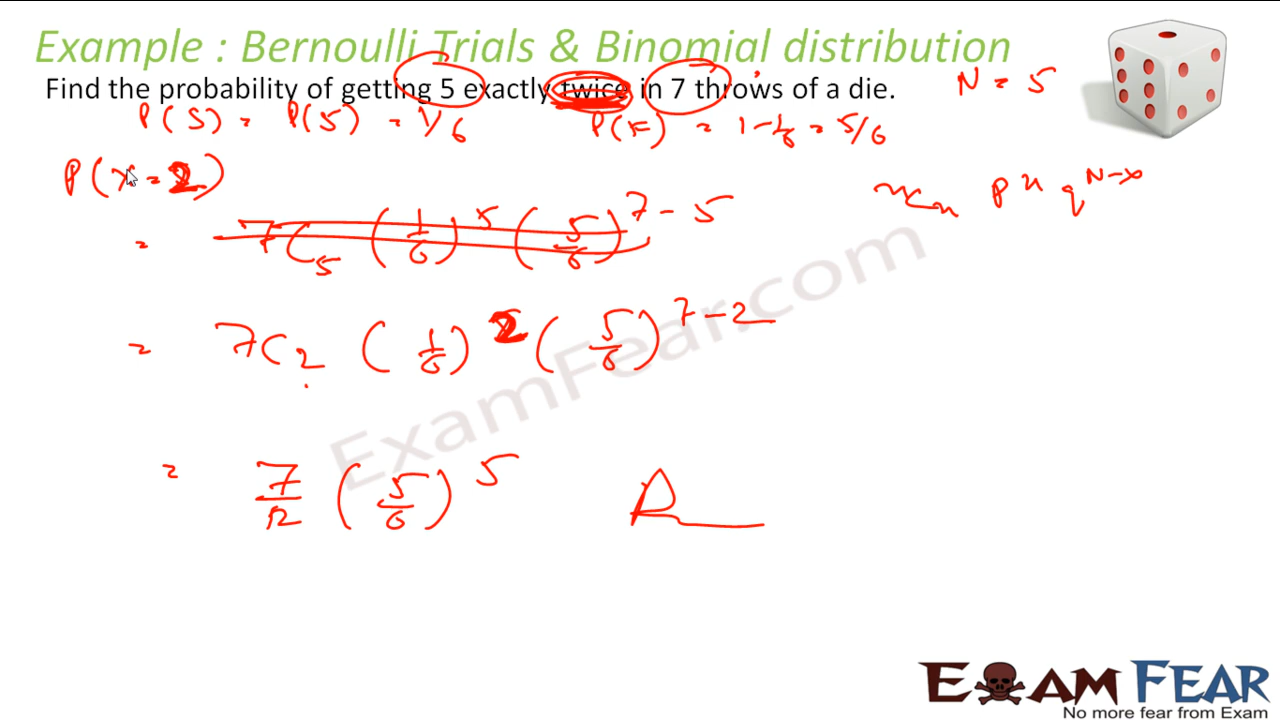 Example : Bernoulli Trials & Binomial distribution
Find the probability of getting 5 exactly twice in 7 throws of a die.
N = 5
P(S) = P(5) = 1/6 P(F) = 1 - 1/6 = 5/6
P(x = 2)
nCx p^x q^N-x
= 7C5 (1/6)^5 (5/6)^7-5
= 7C2 (1/6)^2 (5/6)^7-2
= 7/12 (5/6)^5
ExamFear.com
EXAM FEAR
No more fear from Exam